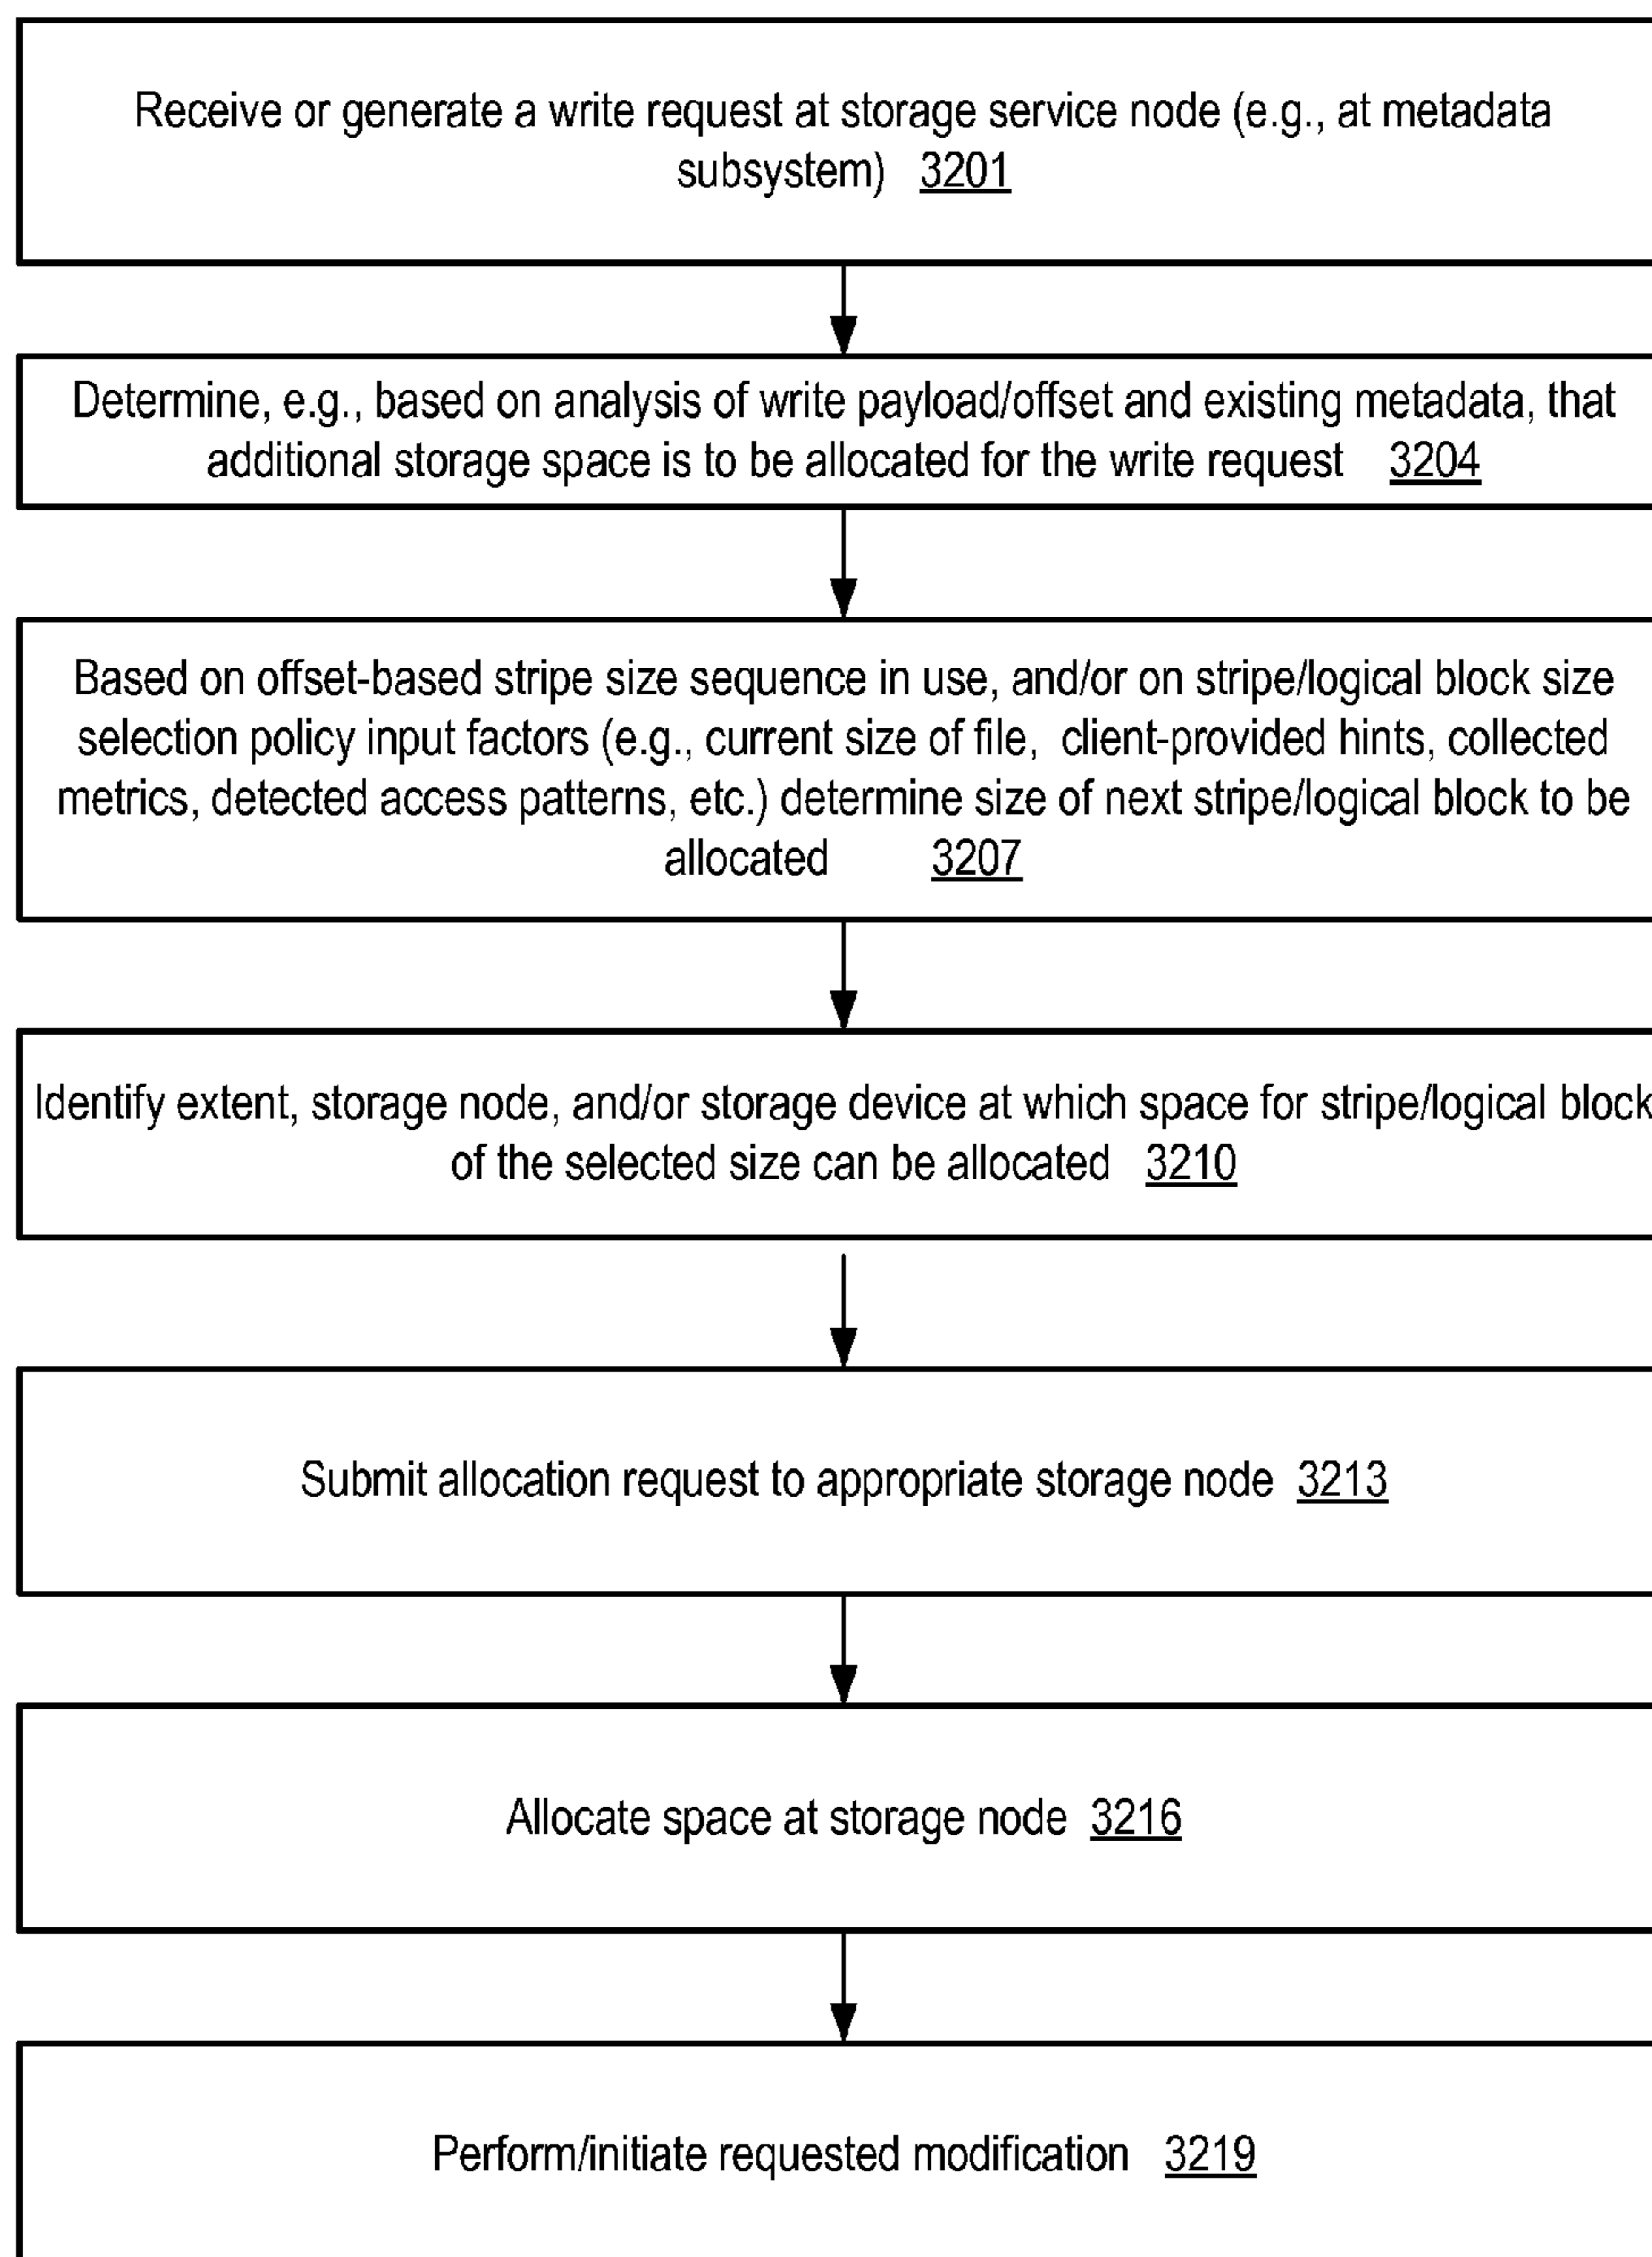 Receive or generate a write request at storage service node (e.g., at metadata
subsystem) 3201
Determine, e.g., based on analysis of write payload/offset and existing metadata, that
additional storage space is to be allocated for the write request 3204
Based on offset-based stripe size sequence in use, and/or on stripe/logical block size
selection policy input factors (e.g., current size of file, client-provided hints, collected
metrics, detected access patterns, etc.) determine size of next stripe/logical block to be
allocated 3207
Identify extent, storage node, and/or storage device at which space for stripe/logical block
of the selected size can be allocated 3210
Submit allocation request to appropriate storage node 3213
Allocate space at storage node 3216
Perform/initiate requested modification 3219